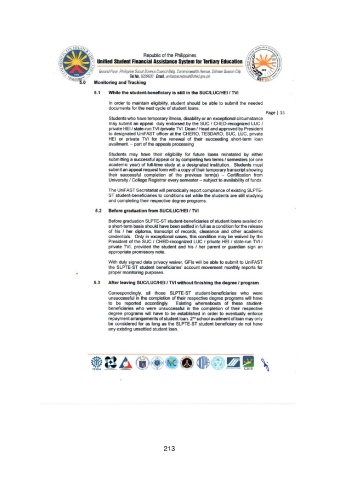 Republic of the Philippines
Unified Student Financial Assistance System for Tertiary Education
5.0 Monitoring and Tracking
5.1 While the student-beneficiary is still in the SUC/LUC/HEI / TVI
In order to maintain eligibility, student should be able to submit the needed
documents for the next cycle of student loans.
Page | 11
Students who have temporary illness, disability or an exceptional circumstance
may submit an appeal duly endorsed by the SUC / CHED-recognized LUC /
private HEI / state-run TVI /private TVI Dean / Head and approved by President
to designated UniFAST officer at the CHERO, TESDARO, SUC, LUC, private
HEI or private TVI for the renewal of their succeeding short-term loan
availment – part of the appeals processing
Students may have their eligibility for future loans reinstated by either
submitting a successful appeal or by completing two terms / semesters (or one
academic year) of full-time study at a designated institution. Students must
submit an appeal request form with a copy of their temporary transcript showing
their successful completion of the previous term(s) – Certification from
University / College Registrar every semester – subject to availability of funds
The UniFAST Secretariat will periodically report compliance of existing SLPTE-
ST student-beneficiaries to conditions set while the students are still studying
and completing their respective degree programs.
5.2 Before graduation from SUC/LUC/HEI / TVI
Before graduation SLPTE-ST student-beneficiaries of student loans availed on
a short-term basis should have been settled in full as a condition for the release
of his / her diploma, transcript of records, clearance and other academic
credentials. Only in exceptional cases, this condition may be waived by the
President of the SUC / CHED-recognized LUC / private HEI / state-run TVI /
private TVI, provided the student and his / her parent or guardian sign an
appropriate promissory note.
With duly signed data privacy waiver, GFIs will be able to submit to UniFAST
the SLPTE-ST student beneficiaries' account movement monthly reports for
proper monitoring purposes.
5.3 After leaving SUC/LUC/HEI / TVI without finishing the degree / program
Correspondingly, all those SLPTE-ST student-beneficiaries who were
unsuccessful in the completion of their respective degree programs will have
to be reported accordingly. Existing whereabouts of these student-
beneficiaries who were unsuccessful in the completion of their respective
degree programs will have to be established in order to eventually enforce
repayment arrangements of student loan. 2nd school availment of loan may only
be considered for as long as the SLPTE-ST student beneficiary do not have
any existing unsettled student loan.
213